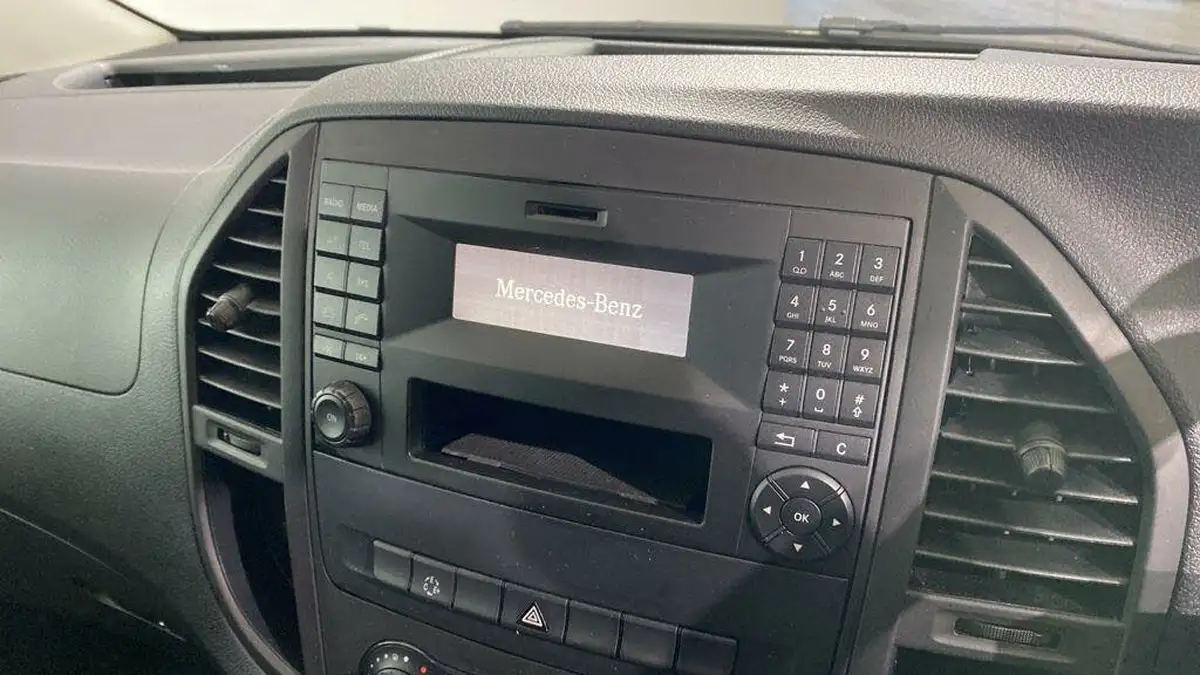 RADIO MEDIA
TEL
Mercedes-Benz
1 2 ABC 3 DEF
4 GHI 5 JKL 6 MNO
7 PQRS 8 TUV 9 WXYZ
* + 0 #
C
ON
OK